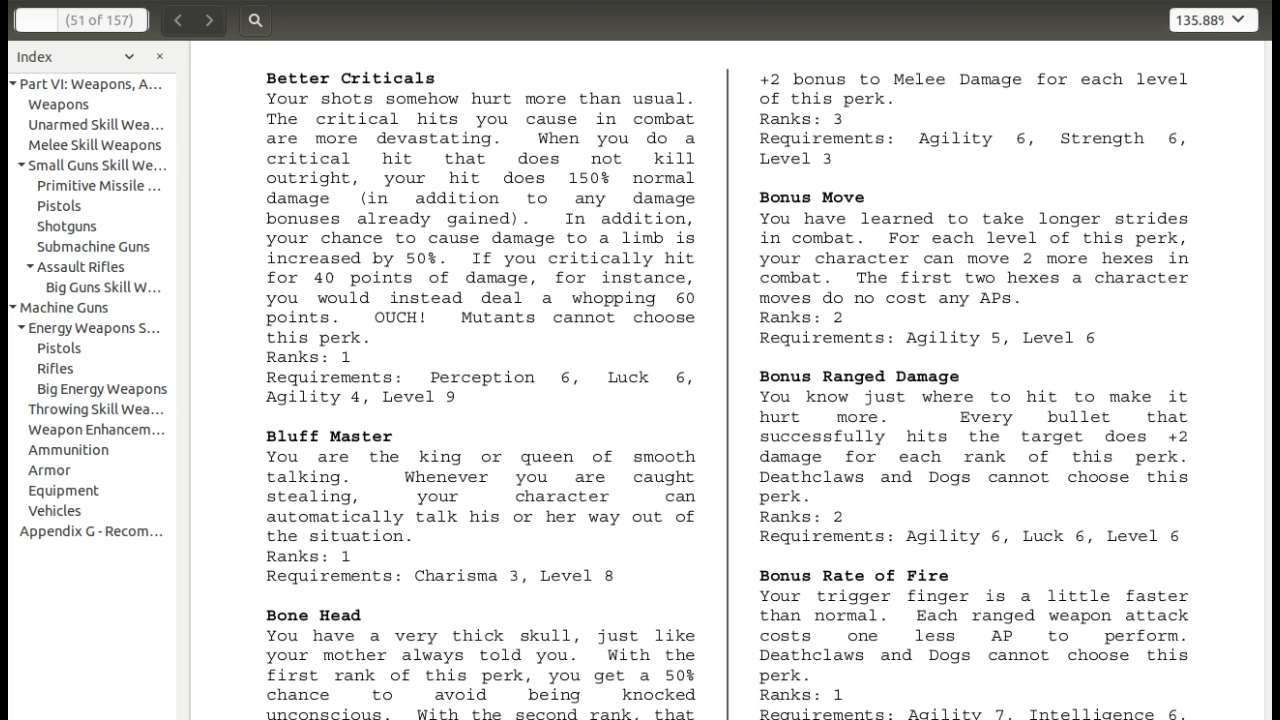 (51 of 157)
135.88%
Index
Part VI: Weapons, A...
Weapons
Unarmed Skill Wea...
Melee Skill Weapons
Small Guns Skill We...
Primitive Missile ...
Pistols
Shotguns
Submachine Guns
Assault Rifles
Big Guns Skill W...
Machine Guns
Energy Weapons S...
Pistols
Rifles
Big Energy Weapons
Throwing Skill Wea...
Weapon Enhancem...
Ammunition
Armor
Equipment
Vehicles
Appendix G - Recom...
Better Criticals
Your shots somehow hurt more than usual.
The critical hits you cause in combat
are more devastating. When you do a
critical hit that does not kill
outright, your hit does 150% normal
damage (in addition to any damage
bonuses already gained). In addition,
your chance to cause damage to a limb is
increased by 50%. If you critically hit
for 40 points of damage, for instance,
you would instead deal a whopping 60
points. OUCH! Mutants cannot choose
this perk.
Ranks: 1
Requirements: Perception 6, Luck 6,
Agility 4, Level 9
Bluff Master
You are the king or queen of smooth
talking. Whenever you are caught
stealing, your character can
automatically talk his or her way out of
the situation.
Ranks: 1
Requirements: Charisma 3, Level 8
Bone Head
You have a very thick skull, just like
your mother always told you. With the
first rank of this perk, you get a 50%
chance to avoid being knocked
unconscious. With the second rank, that
+2 bonus to Melee Damage for each level
of this perk.
Ranks: 3
Requirements: Agility 6, Strength 6,
Level 3
Bonus Move
You have learned to take longer strides
in combat. For each level of this perk,
your character can move 2 more hexes in
combat. The first two hexes a character
moves do no cost any APs.
Ranks: 2
Requirements: Agility 5, Level 6
Bonus Ranged Damage
You know just where to hit to make it
hurt more. Every bullet that
successfully hits the target does +2
damage for each rank of this perk.
Deathclaws and Dogs cannot choose this
perk.
Ranks: 2
Requirements: Agility 6, Luck 6, Level 6
Bonus Rate of Fire
Your trigger finger is a little faster
than normal. Each ranged weapon attack
costs one less AP to perform.
Deathclaws and Dogs cannot choose this
perk.
Ranks: 1
Requirements: Agility 7, Intelligence 6,